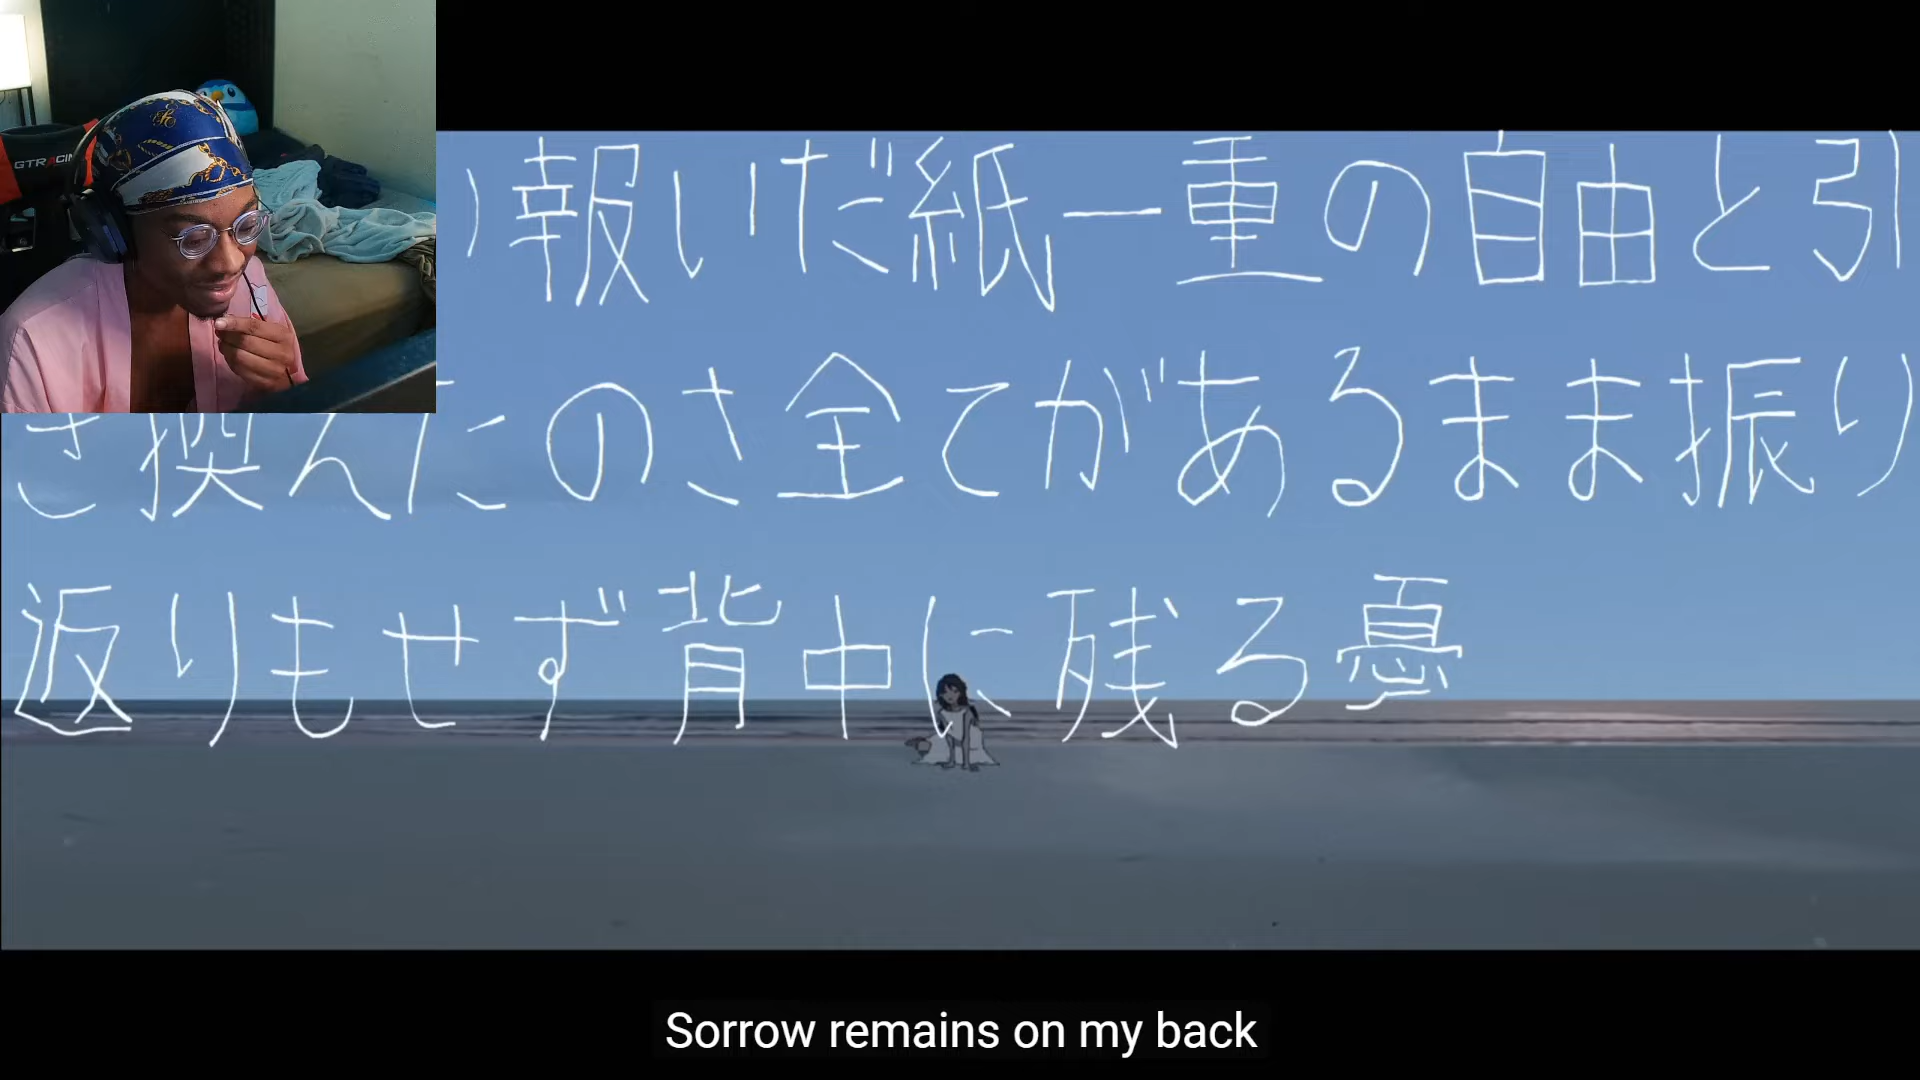 GTRACIN
報いだ紙一重の自由と引
き換えたのさ全てがあるまま振り
返りもせず背中に残る憂
Sorrow remains on my back